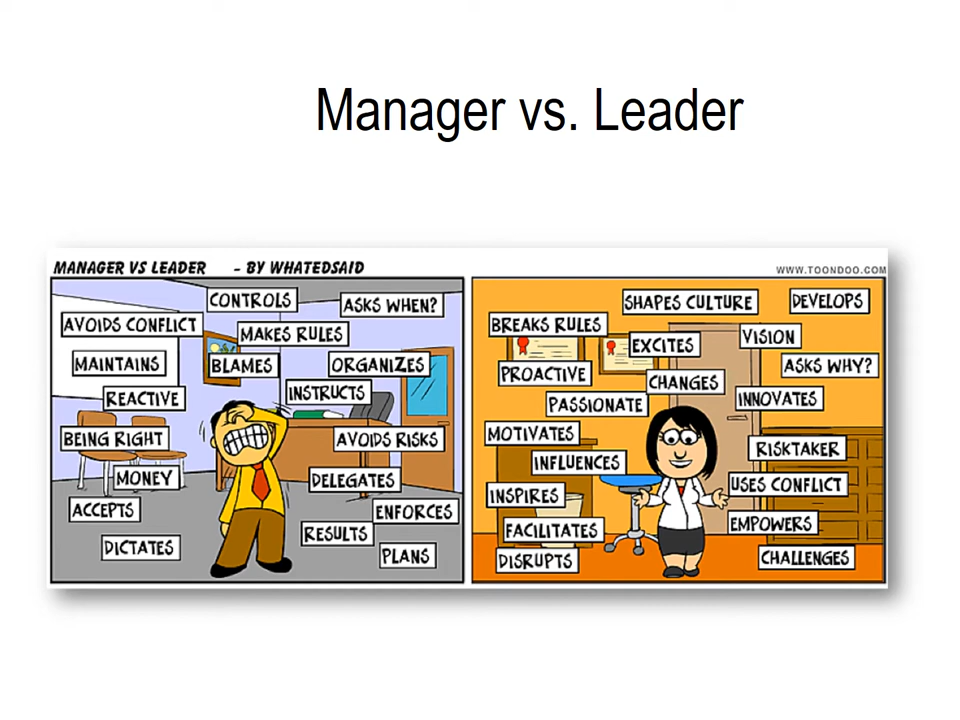 Manager vs. Leader
MANAGER VS LEADER - BY WHATEDSAID
WWW.TOONDOO.COM
CONTROLS
ASKS WHEN?
AVOIDS CONFLICT
MAKES RULES
MAINTAINS
BLAMES
ORGANIZES
REACTIVE
INSTRUCTS
BEING RIGHT
AVOIDS RISKS
MONEY
DELEGATES
ACCEPTS
ENFORCES
RESULTS
DICTATES
PLANS
SHAPES CULTURE
DEVELOPS
BREAKS RULES
EXCITES
VISION
PROACTIVE
CHANGES
ASKS WHY?
PASSIONATE
INNOVATES
MOTIVATES
RISKTAKER
INFLUENCES
USES CONFLICT
INSPIRES
FACILITATES
EMPOWERS
DISRUPTS
CHALLENGES